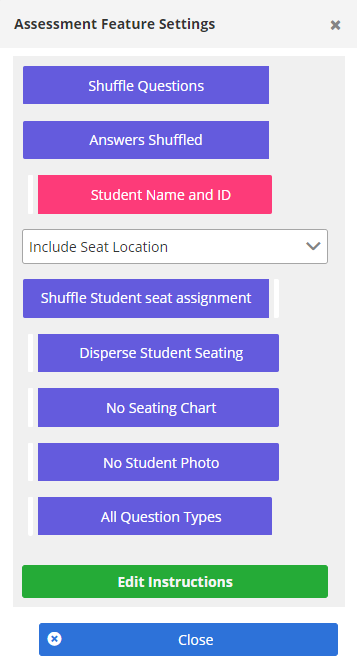 Assessment Feature Settings
Shuffle Questions
Answers Shuffled
Student Name and ID
Include Seat Location
Shuffle Student seat assignment
Disperse Student Seating
No Seating Chart
No Student Photo
All Question Types
Edit Instructions
Close